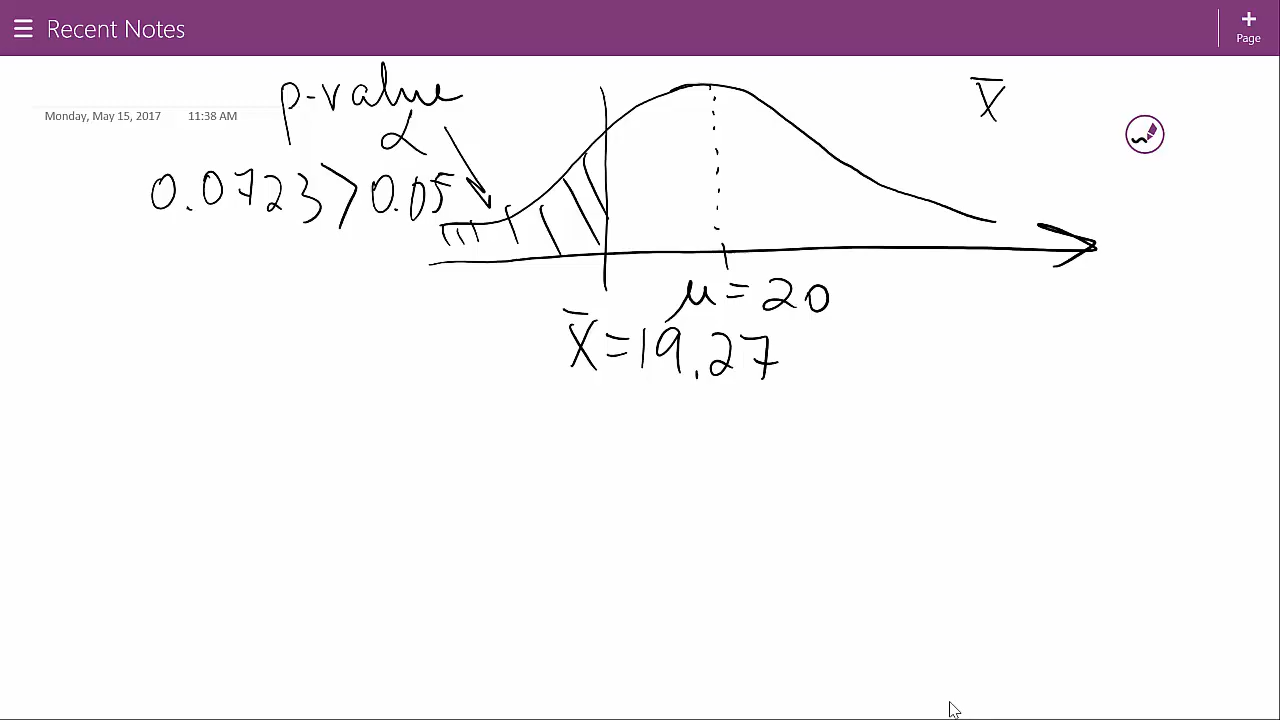 Recent Notes
Page
Monday, May 15, 2017 11:38 AM
p-value
α
0.0723 > 0.05
X̄
μ = 20
X̄ = 19.27